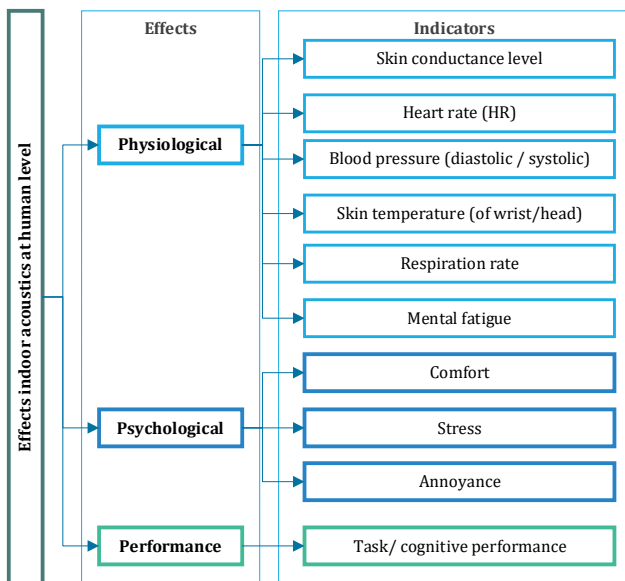 Effects indoor acoustics at human level
Effects
Physiological
Psychological
Performance
Indicators
Skin conductance level
Heart rate (HR)
Blood pressure (diastolic / systolic)
Skin temperature (of wrist/head)
Respiration rate
Mental fatigue
Comfort
Stress
Annoyance
Task/ cognitive performance